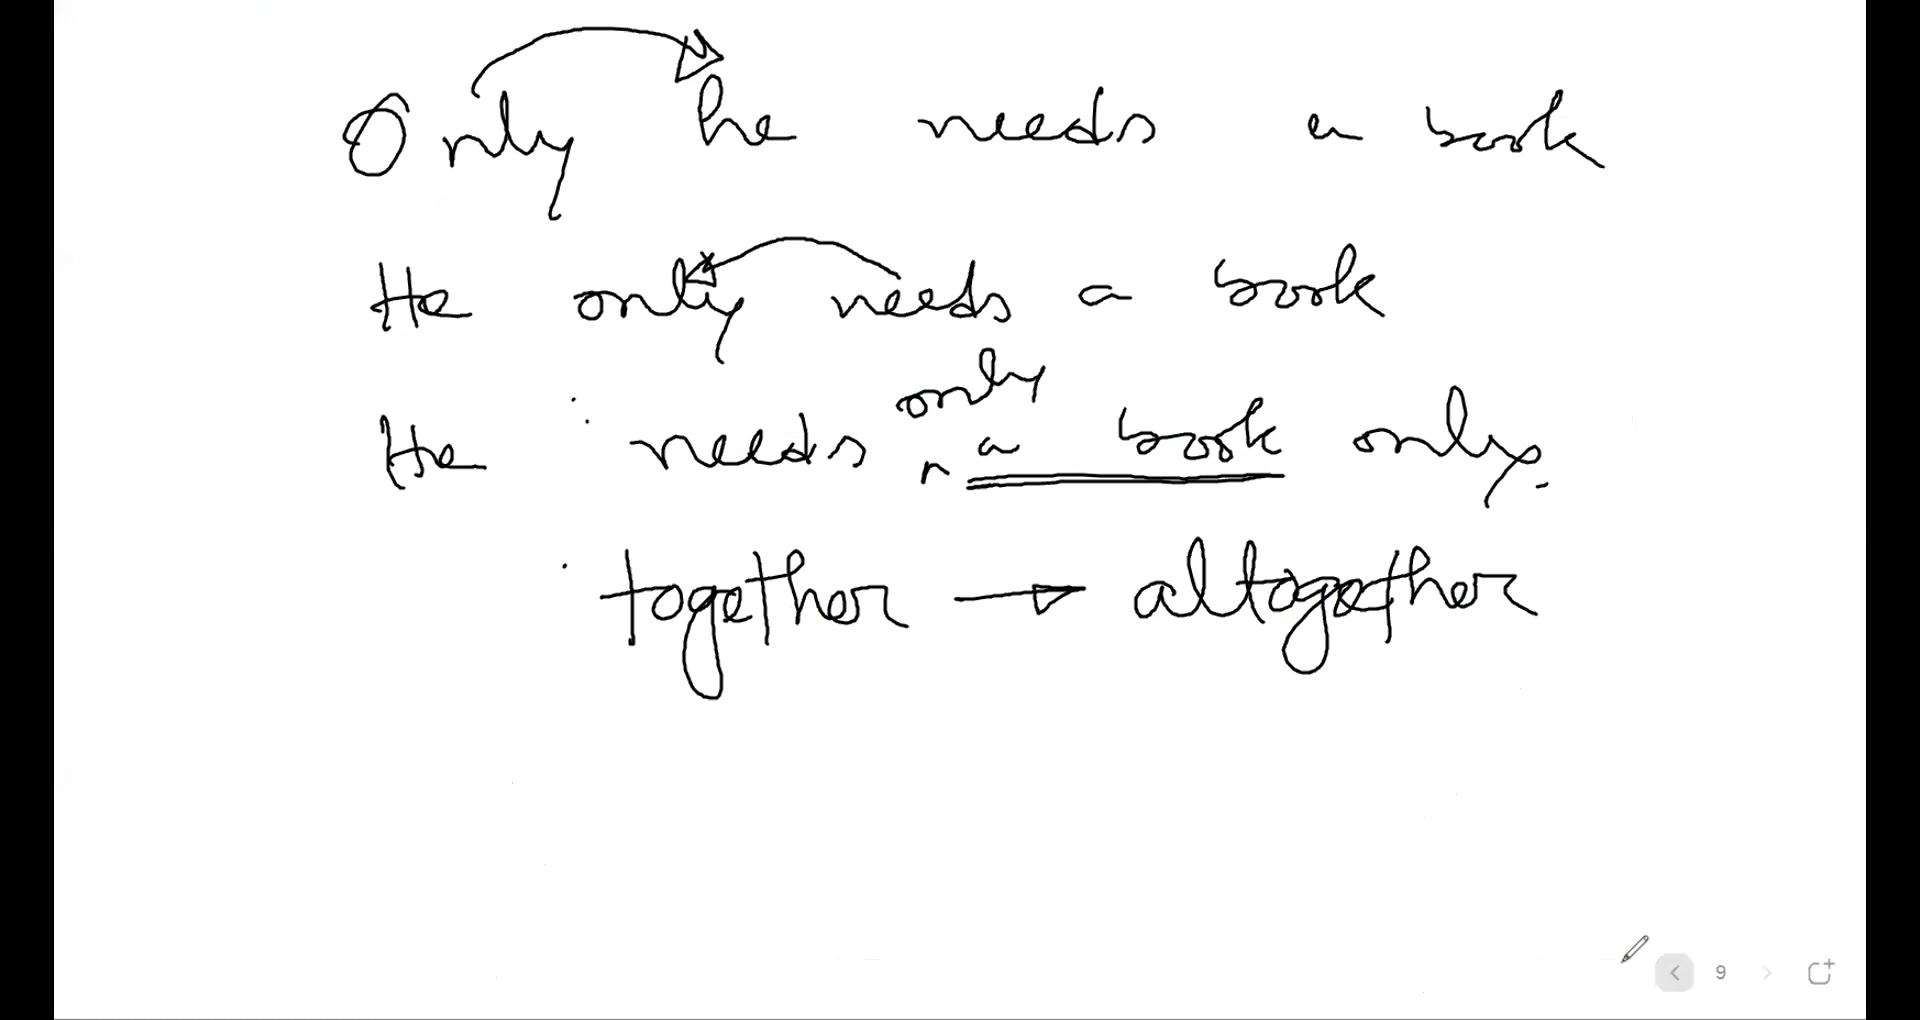 Only he needs a book
He only needs a book
only
He needs a book only.
together → altogether
9